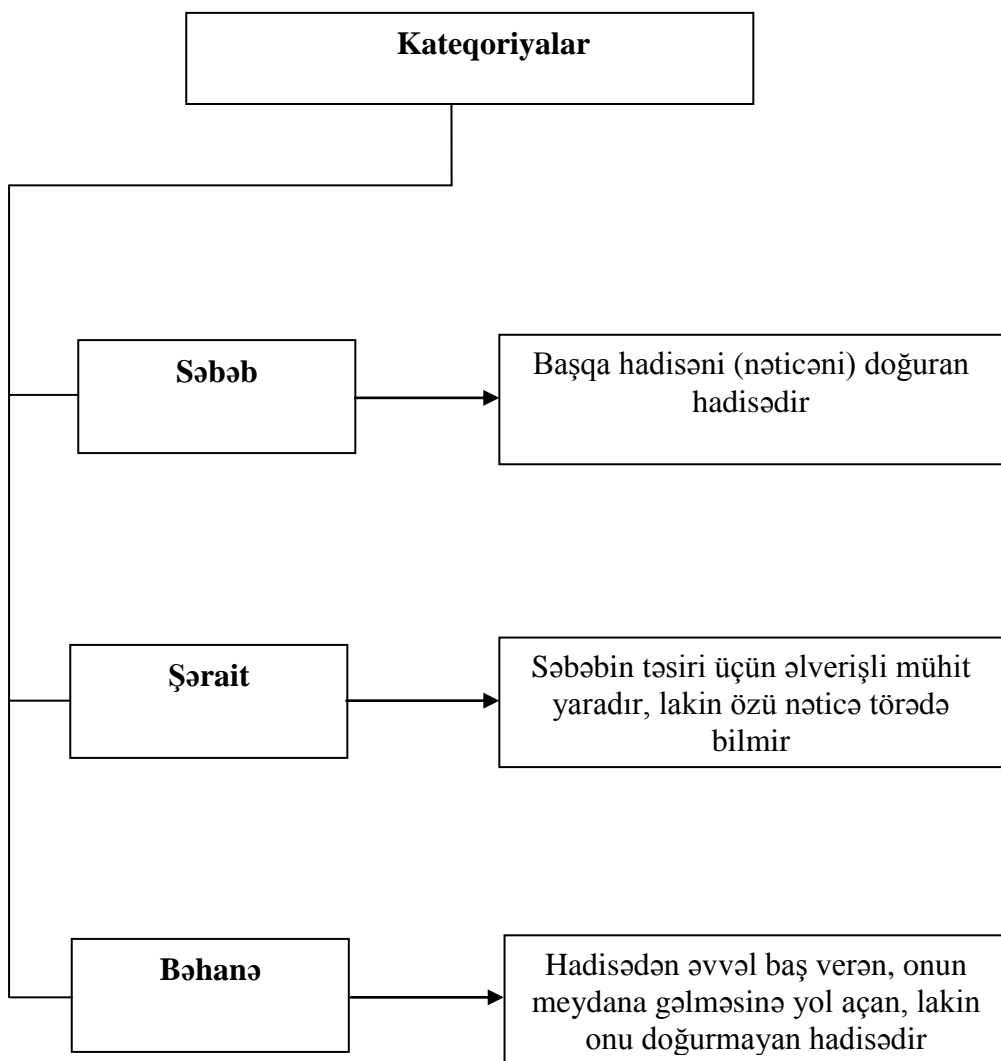 Kateqoriyalar
Səbəb
Başqa hadisəni (nəticəni) doğuran
hadisədir
Şərait
Səbəbin təsiri üçün əlverişli mühit
yaradır, lakin özü nəticə törədə
bilmir
Bəhanə
Hadisədən əvvəl baş verən, onun
meydana gəlməsinə yol açan, lakin
onu doğurmayan hadisədir